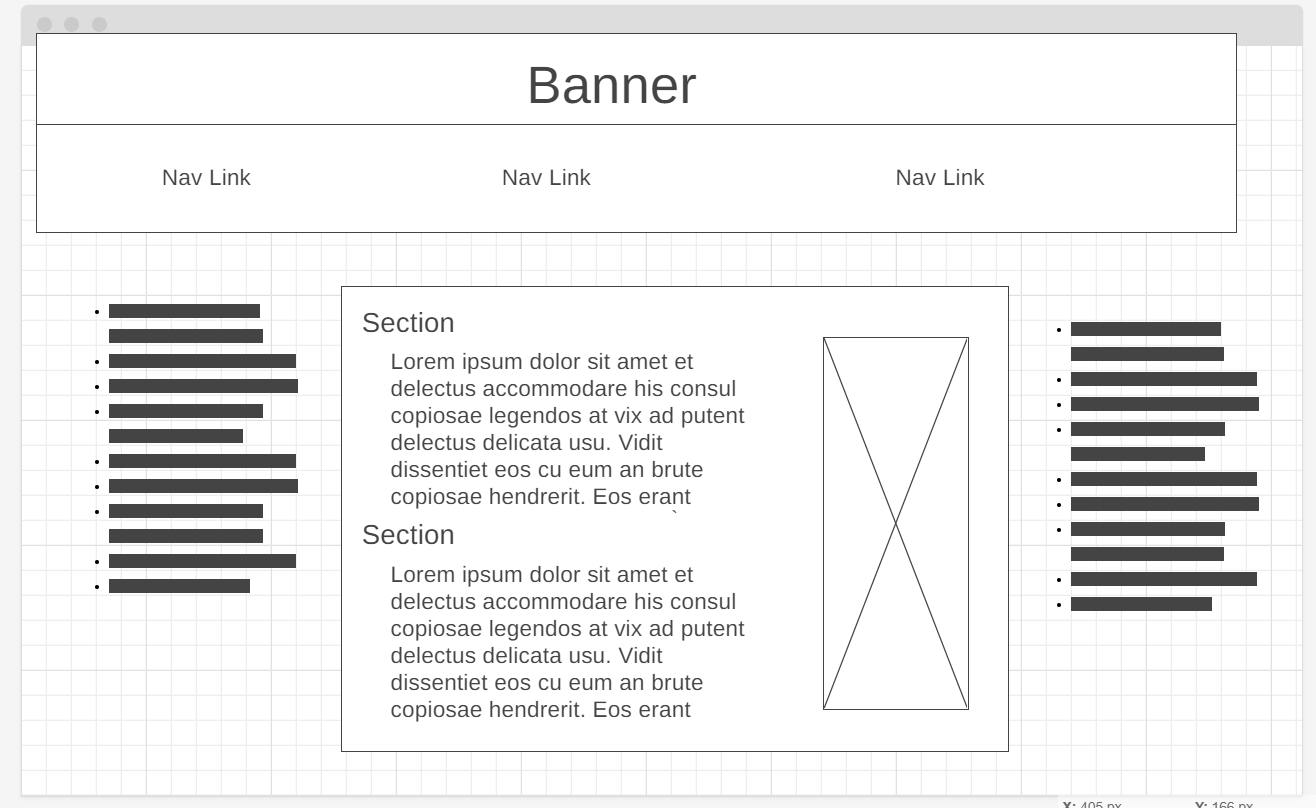 Banner
Nav Link
Nav Link
Nav Link
Section
Lorem ipsum dolor sit amet et
delectus accommodare his consul
copiosae legendos at vix ad putent
delectus delicata usu. Vidit
dissentiet eos cu eum an brute
copiosae hendrerit. Eos erant
`
Section
Lorem ipsum dolor sit amet et
delectus accommodare his consul
copiosae legendos at vix ad putent
delectus delicata usu. Vidit
dissentiet eos cu eum an brute
copiosae hendrerit. Eos erant
X: 405 px Y: 166 px